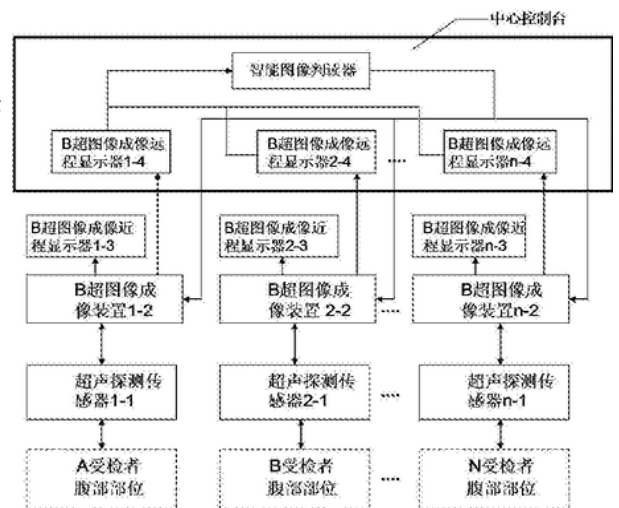 中心控制台
智能图像判读器
B超图像成像远
程显示器1-4
B超图像成像远
程显示器2-4
....
B超图像成像远
程显示器n-4
B超图像成像近
程显示器1-3
B超图像成像近
程显示器2-3
B超图像成像近
程显示器n-3
B超图像成
像装置1-2
B超图像成
像装置 2-2
....
B超图像成
像装置n-2
超声探测传
感器1-1
超声探测传
感器2-1
....
超声探测传
感器n-1
A受检者
腹部部位
B受检者
腹部部位
....
N受检者
腹部部位